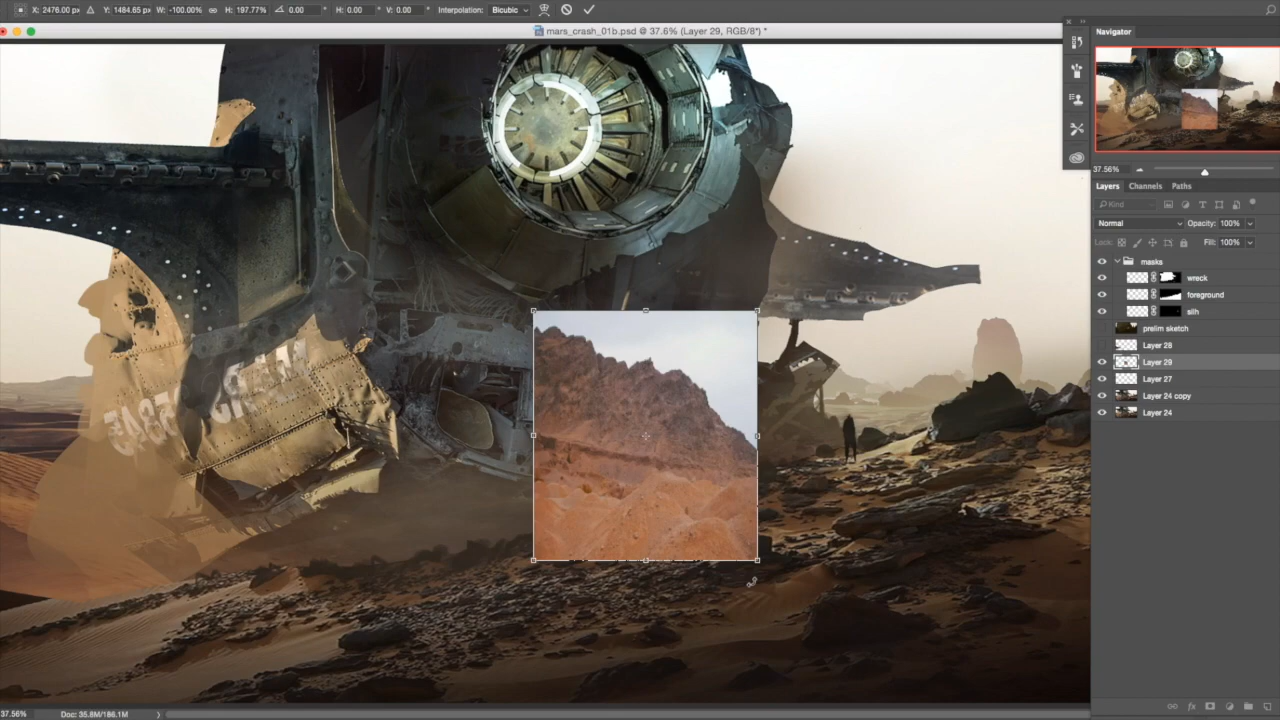 X: 2476.00 px Y: 1484.65 px W: -100.00% H: 197.77% 0.00 ° H: 0.00 ° V: 0.00 ° Interpolation: Bicubic
mars_crash_01b.psd @ 37.6% (Layer 29, RGB/8*) *
Navigator
37.56%
Layers Channels Paths
Kind
Normal Opacity: 100%
Lock: Fill: 100%
masks
wreck
foreground
silh
prelim sketch
Layer 28
Layer 29
Layer 27
Layer 24 copy
Layer 24
37.56% Doc: 35.8M/186.1M